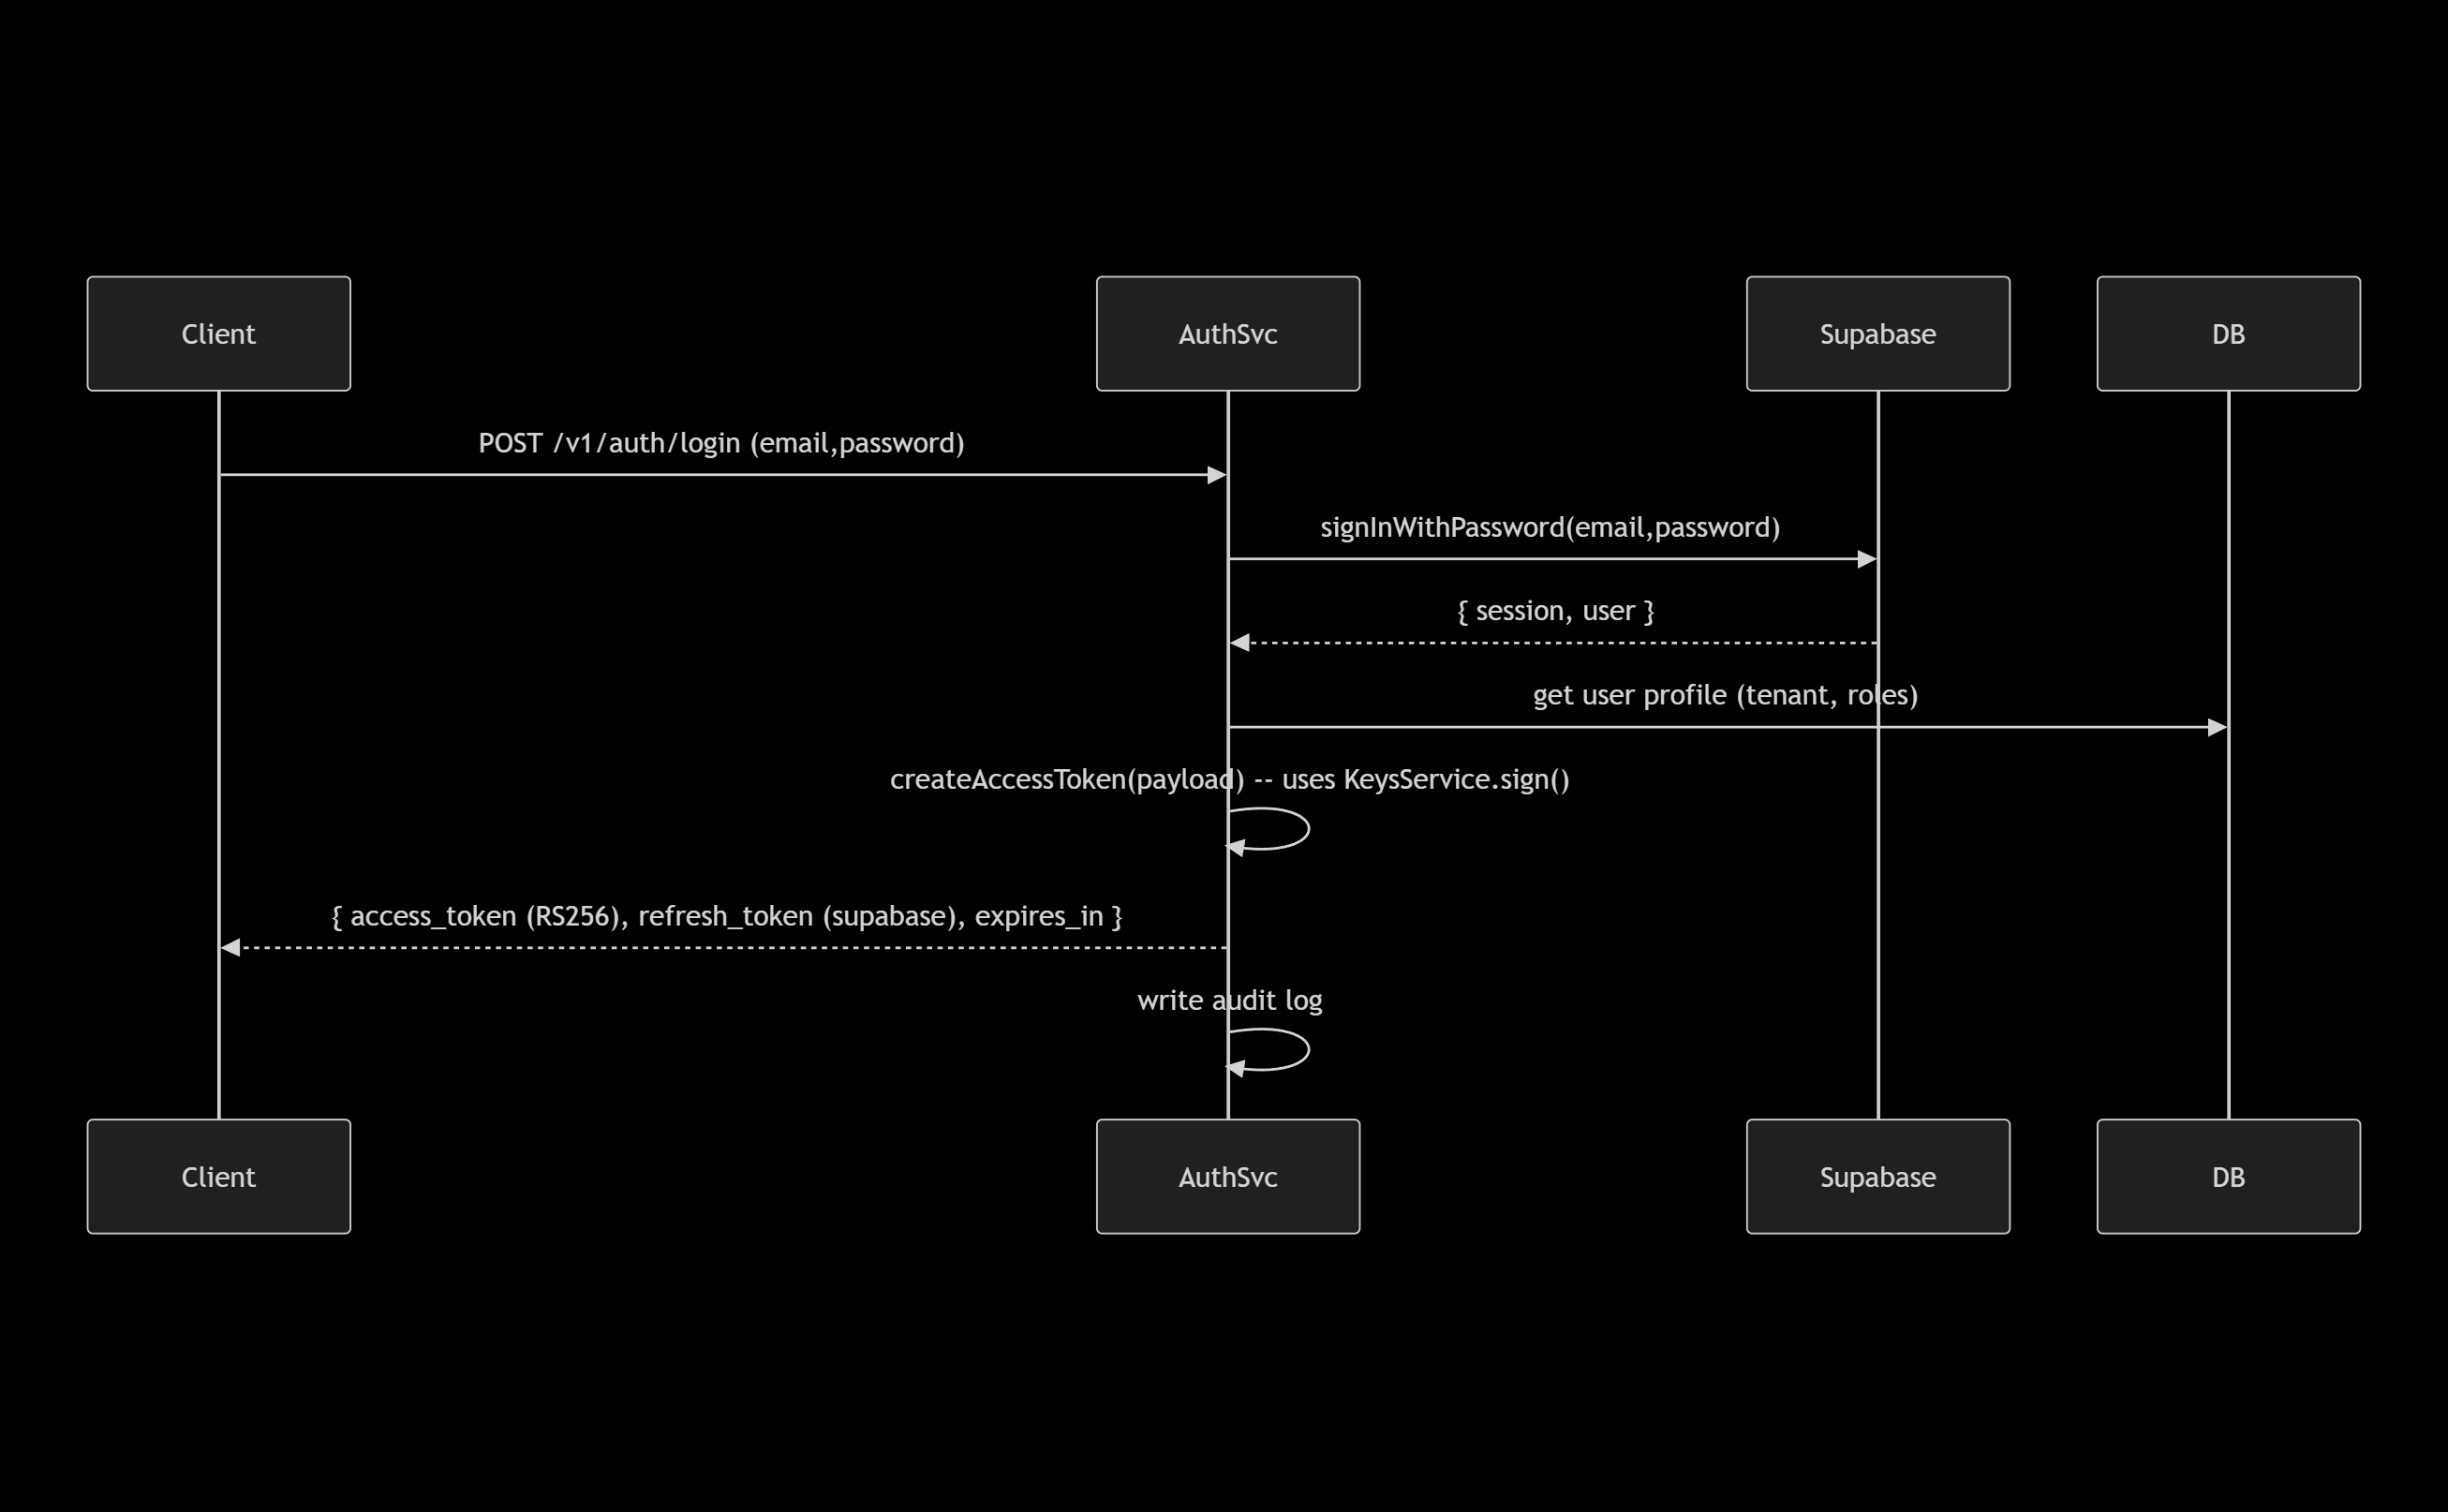 Client
AuthSvc
Supabase
DB
POST /v1/auth/login (email,password)
signInWithPassword(email,password)
{ session, user }
get user profile (tenant, roles)
createAccessToken(payload) -- uses KeysService.sign()
{ access_token (RS256), refresh_token (supabase), expires_in }
write audit log
Client
AuthSvc
Supabase
DB